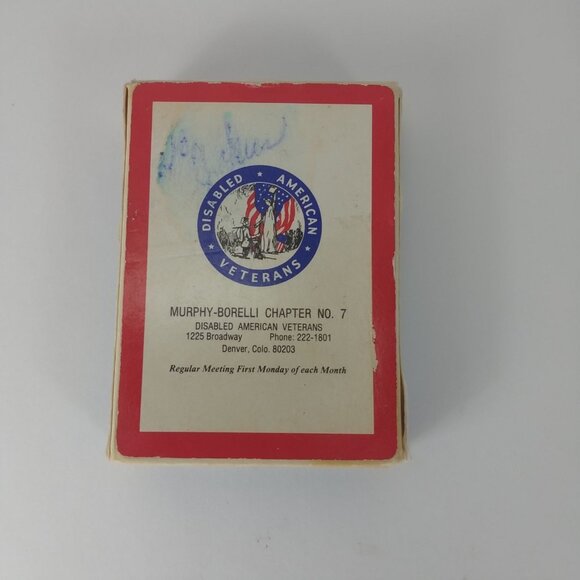 DISABLED ★ AMERICAN ★ VETERANS ★
MURPHY-BORELLI CHAPTER NO. 7
DISABLED AMERICAN VETERANS
1225 Broadway Phone: 222-1801
Denver, Colo. 80203
Regular Meeting First Monday of each Month